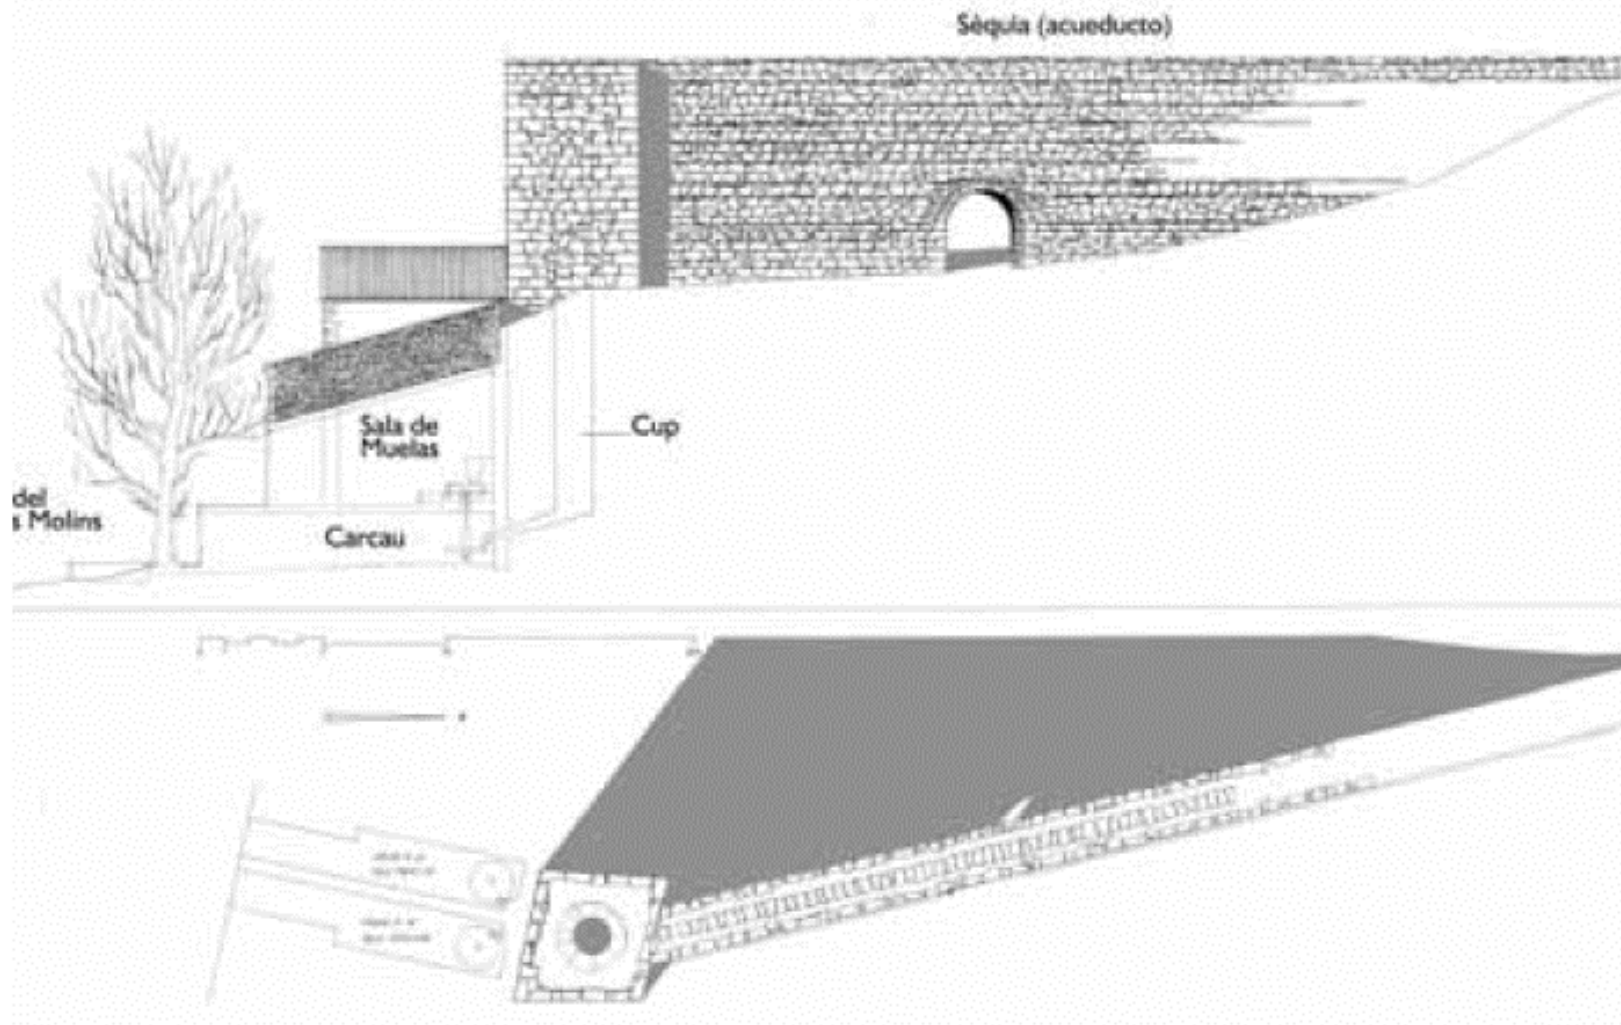 Sèquia (acueducto)
Sala de
Muelas
Cup
del
s Molins
Carcau